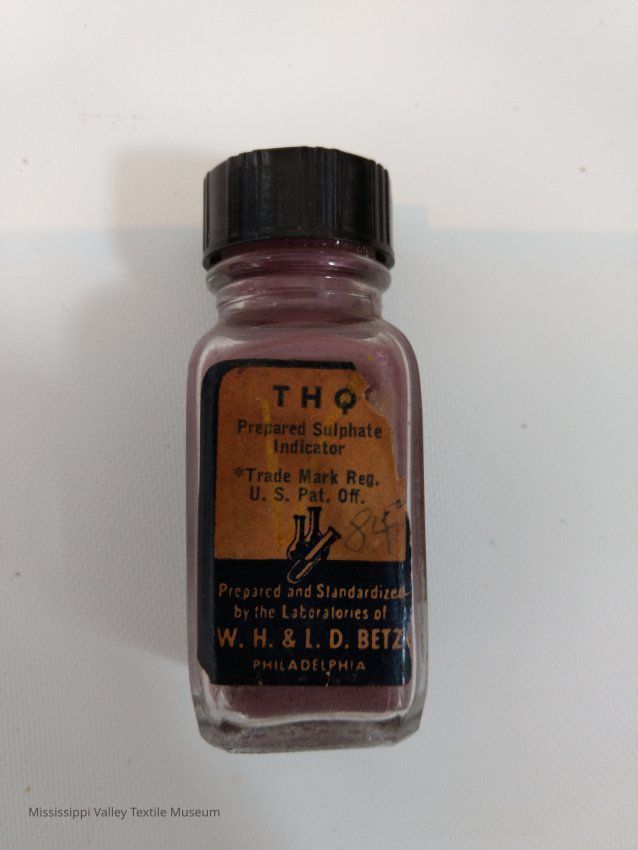 THQ
Prepared Sulphate
Indicator
*Trade Mark Reg.
U. S. Pat. Off.
84
Prepared and Standardized
by the Laboratories of
W. H. & L. D. BETZ
PHILADELPHIA
Mississippi Valley Textile Museum